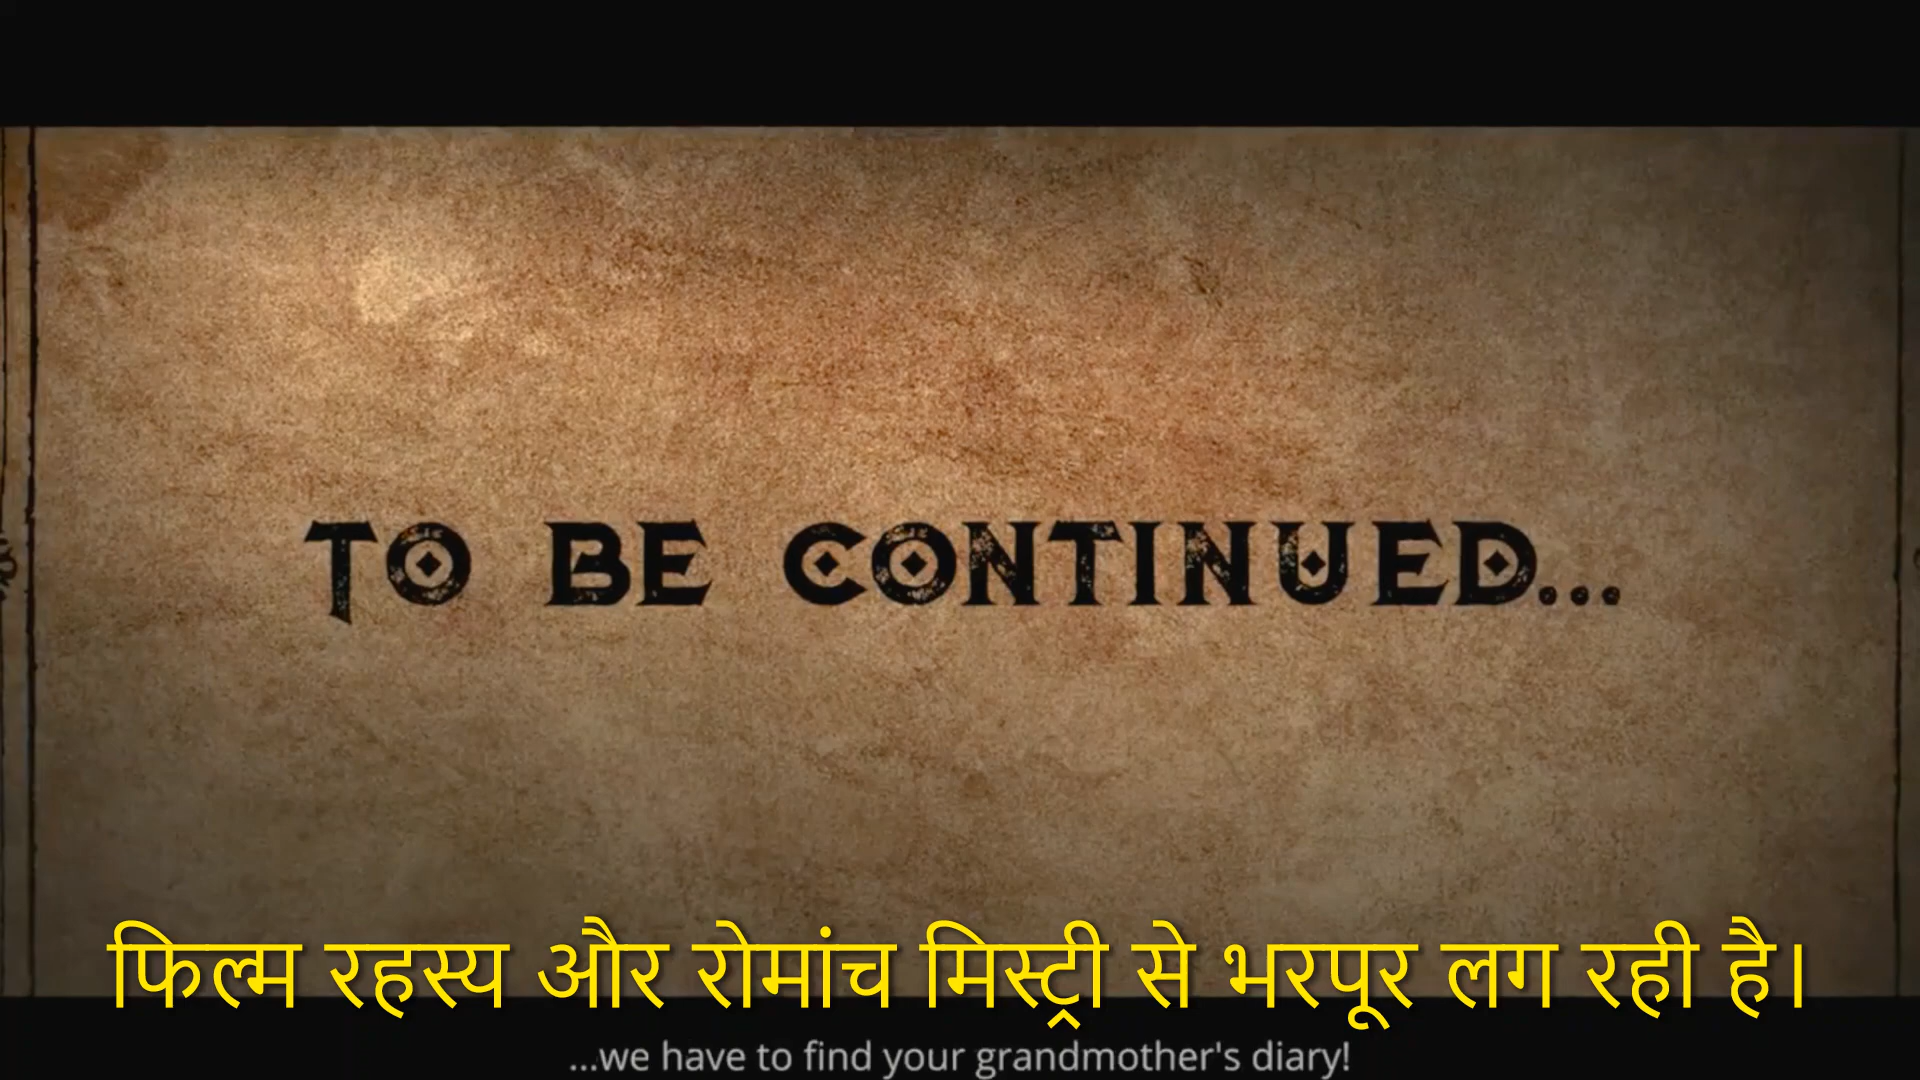 TO BE CONTINUED...
फिल्म रहस्य और रोमांच मिस्ट्री से भरपूर लग रही है।
...we have to find your grandmother's diary!